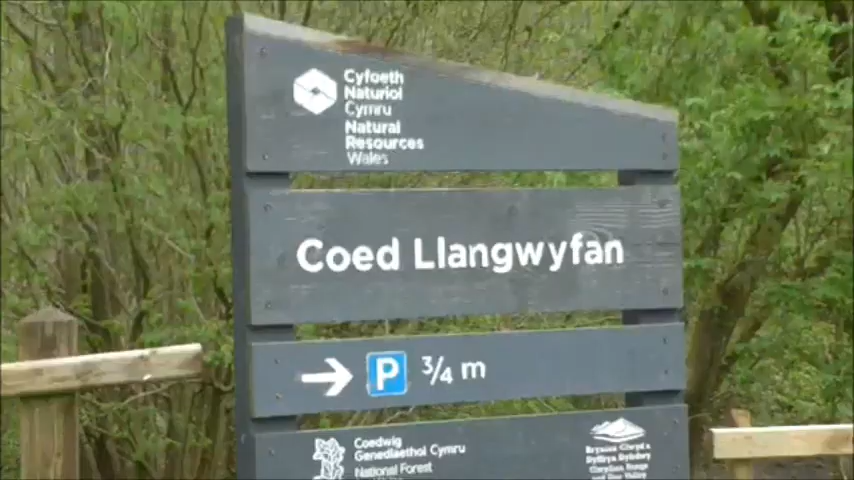 Cyfoeth
Naturiol
Cymru
Natural
Resources
Wales
Coed Llangwyfan
P 3/4 m
Coedwig
Genedlaethol Cymru
National Forest
Bryniau Clwyd a
Dyffryn Dyfrdwy
Clwydian Range
and Dee Valley